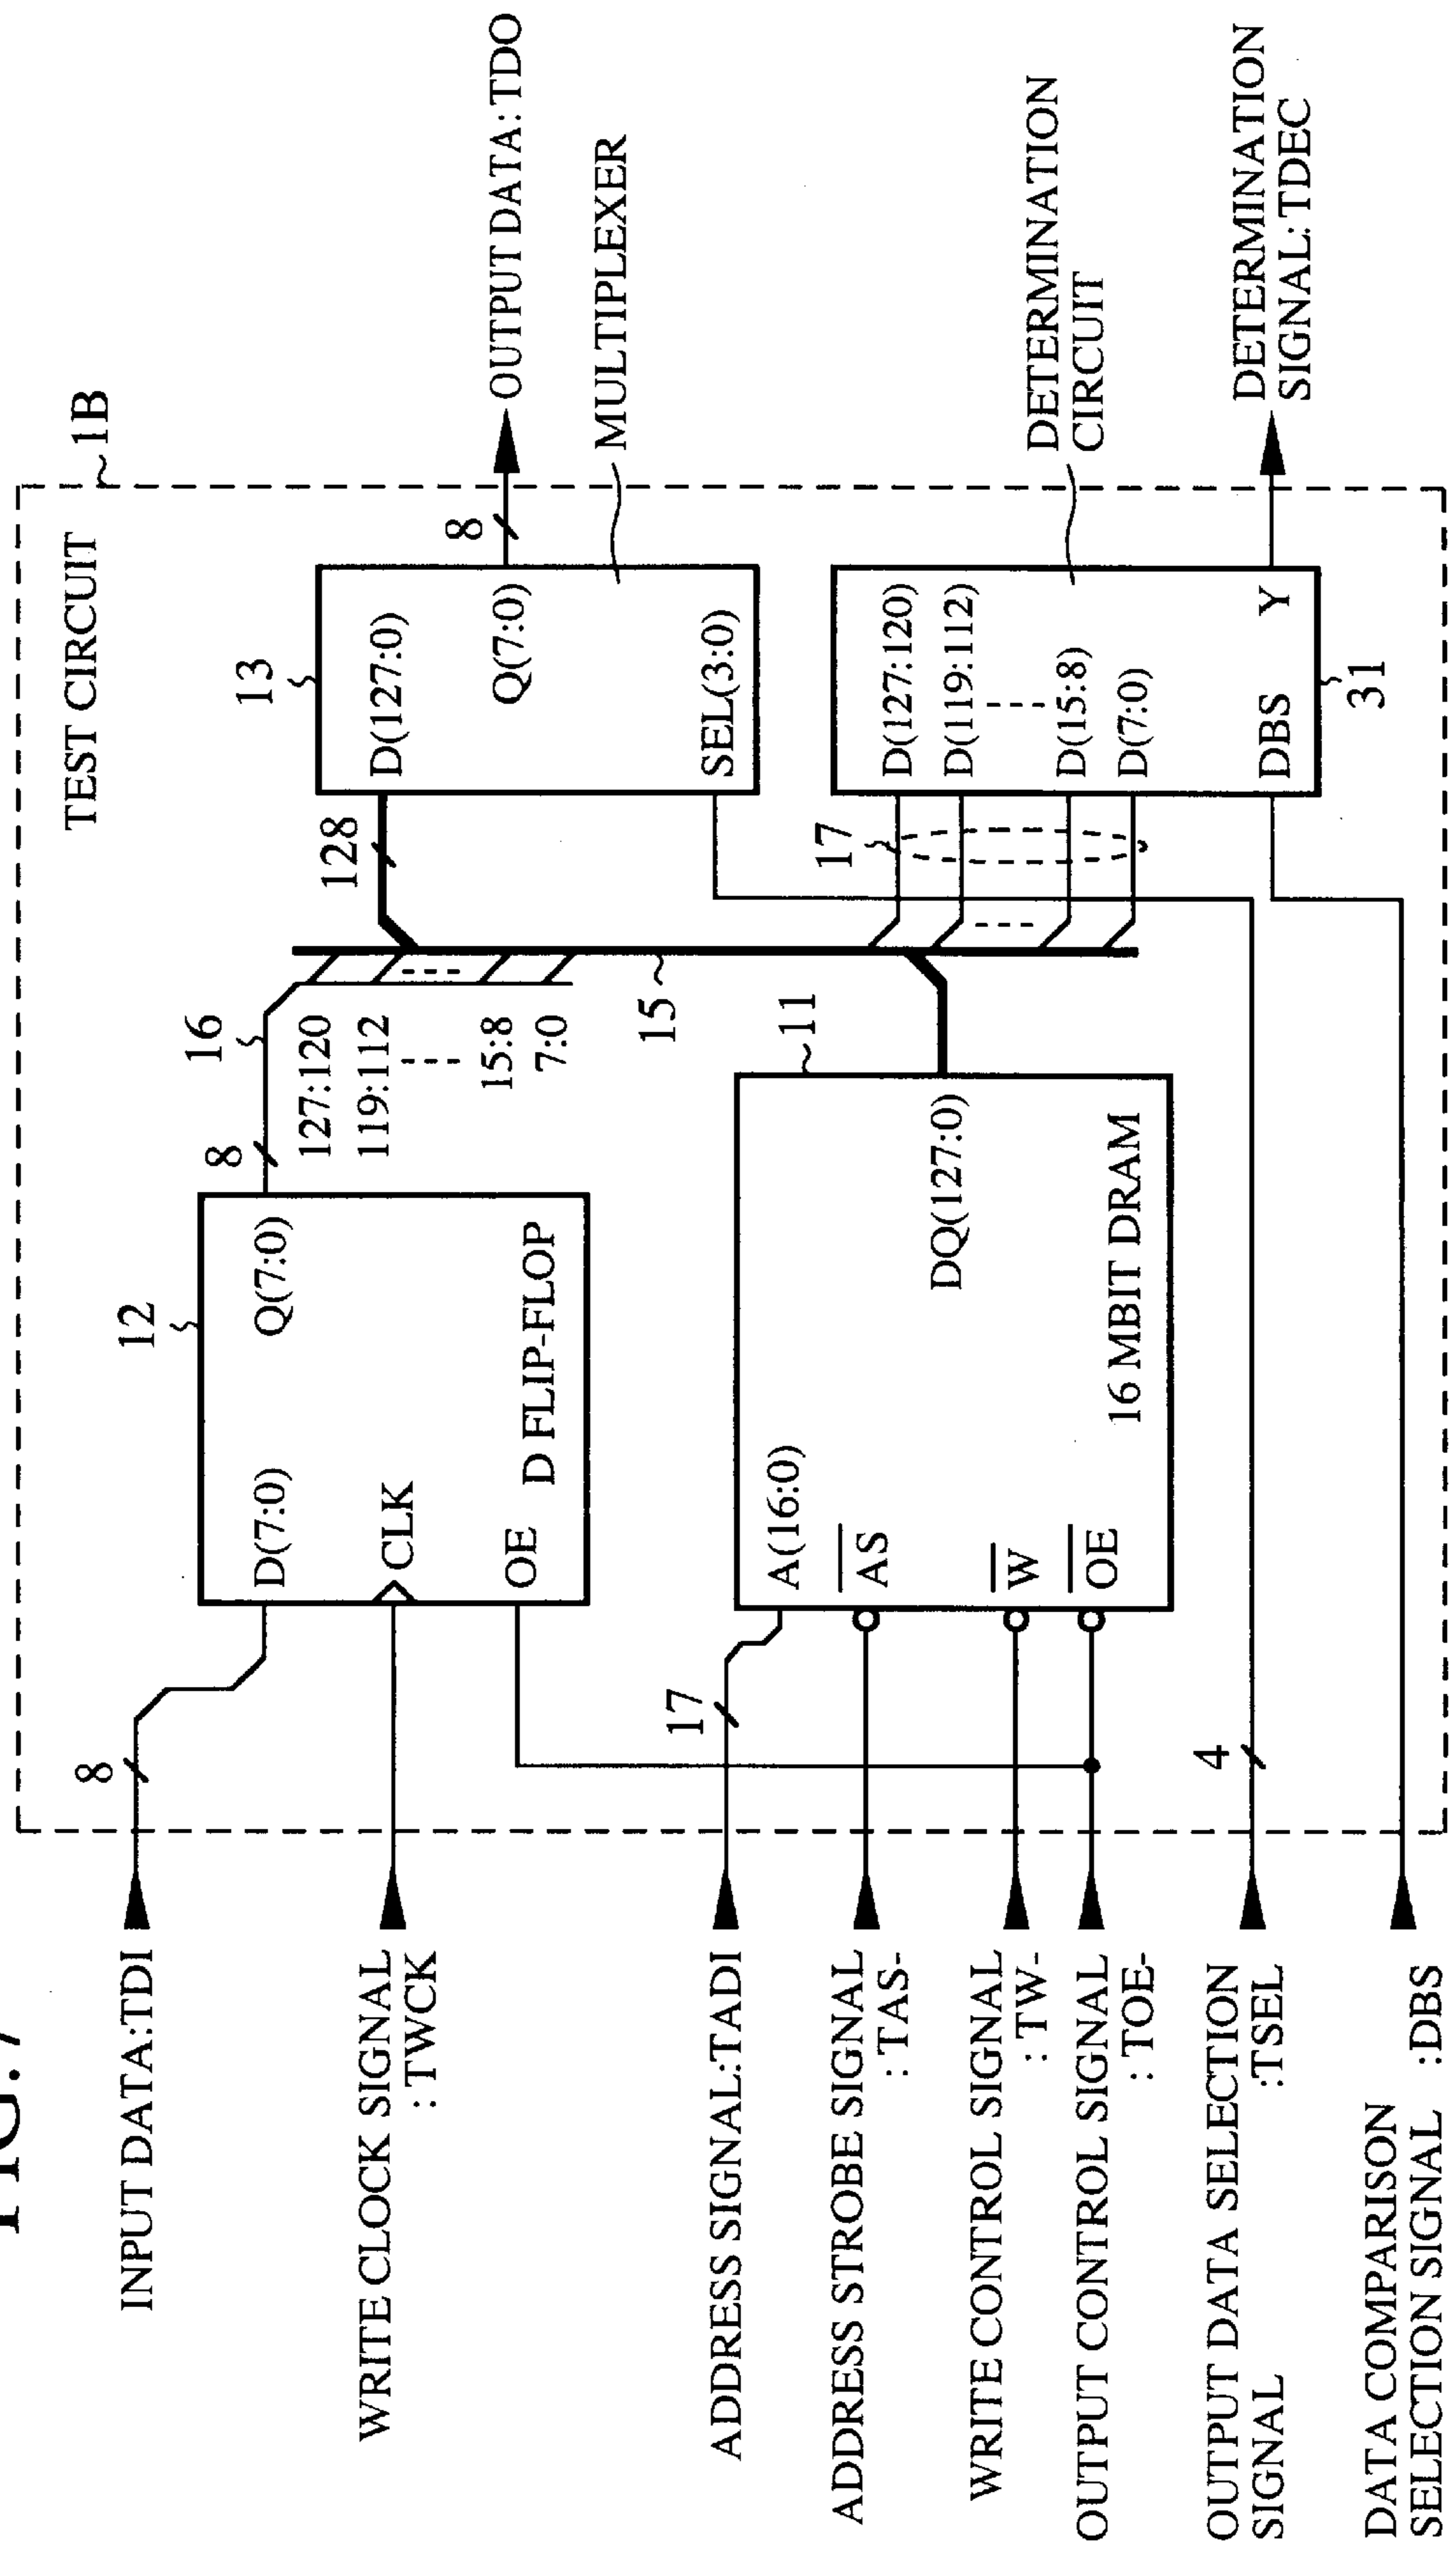 FIG. 7
TEST CIRCUIT
1B
INPUT DATA:TDI
8
WRITE CLOCK SIGNAL
: TWCK
12
D(7:0)
Q(7:0)
CLK
OE
D FLIP-FLOP
8
16
127:120
119:112
15:8
7:0
15
128
13
D(127:0)
Q(7:0)
SEL(3:0)
8
OUTPUT DATA: TDO
MULTIPLEXER
ADDRESS SIGNAL:TADI
17
ADDRESS STROBE SIGNAL
: TAS-
WRITE CONTROL SIGNAL
: TW-
OUTPUT CONTROL SIGNAL
: TOE-
11
A(16:0)
AS
W
OE
DQ(127:0)
16 MBIT DRAM
17
D(127:120)
D(119:112)
D(15:8)
D(7:0)
DBS
Y
31
DETERMINATION
CIRCUIT
DETERMINATION
SIGNAL: TDEC
OUTPUT DATA SELECTION
SIGNAL :TSEL
4
DATA COMPARISON
SELECTION SIGNAL :DBS